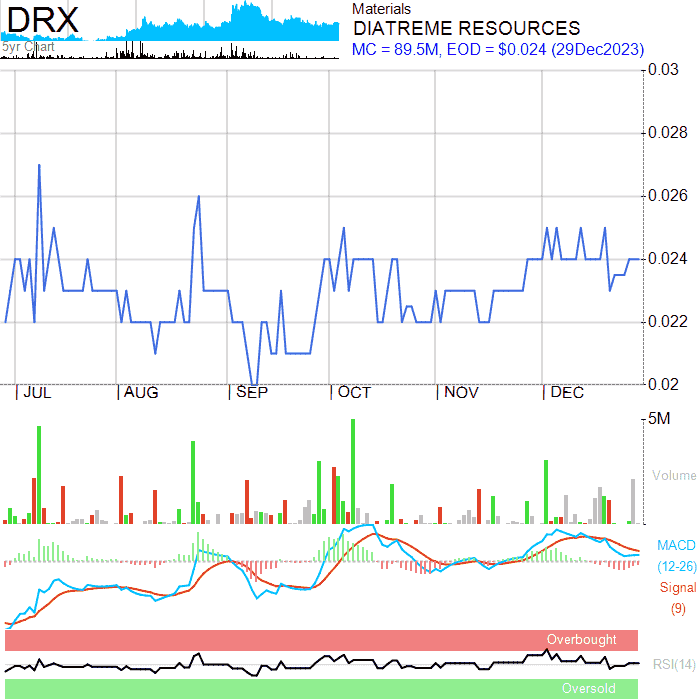 DRX
5yr Chart
Materials
DIATREME RESOURCES
MC = 89.5M, EOD = $0.024 (29Dec2023)
0.03
0.028
0.026
0.024
0.022
0.02
JUL AUG SEP OCT NOV DEC
5M
Volume
MACD
(12-26)
Signal
(9)
Overbought
RSI(14)
Oversold